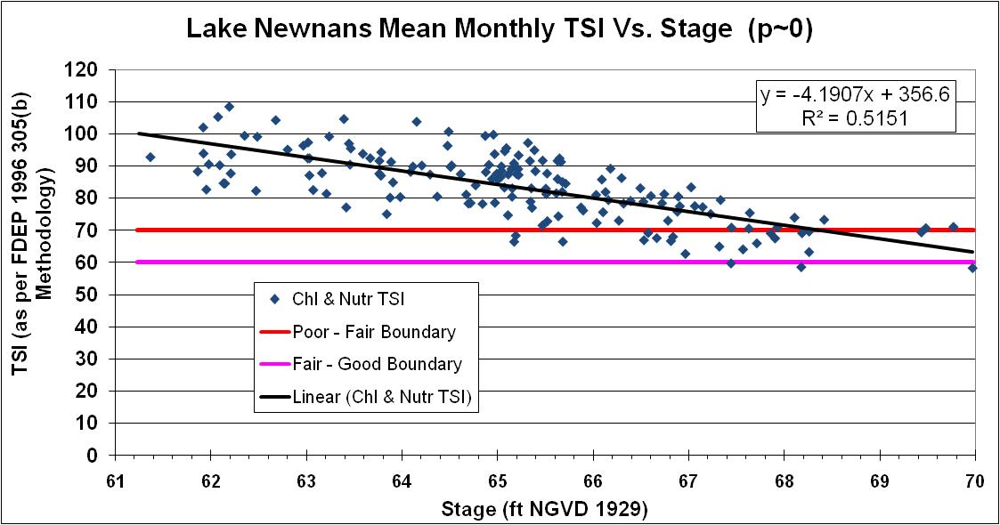 Lake Newnans Mean Monthly TSI Vs. Stage (p~0)
TSI (as per FDEP 1996 305(b)
Methodology)
120
110
100
90
80
70
60
50
40
30
20
10
0
y = -4.1907x + 356.6
R² = 0.5151
Chl & Nutr TSI
Poor - Fair Boundary
Fair - Good Boundary
Linear (Chl & Nutr TSI)
61 62 63 64 65 66 67 68 69 70
Stage (ft NGVD 1929)